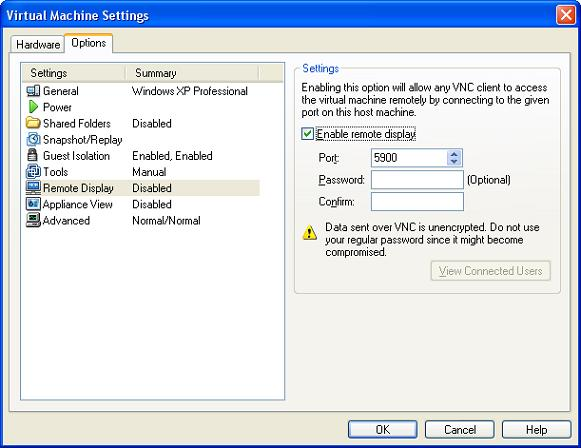 Virtual Machine Settings
Hardware Options
Settings Summary
General Windows XP Professional
Power
Shared Folders Disabled
Snapshot/Replay
Guest Isolation Enabled, Enabled
Tools Manual
Remote Display Disabled
Appliance View Disabled
Advanced Normal/Normal
Settings
Enabling this option will allow any VNC client to access
the virtual machine remotely by connecting to the given
port on this host machine.
Enable remote display
Port: 5900
Password: (Optional)
Confirm:
Data sent over VNC is unencrypted. Do not use
your regular password since it might become
compromised.
View Connected Users
OK Cancel Help